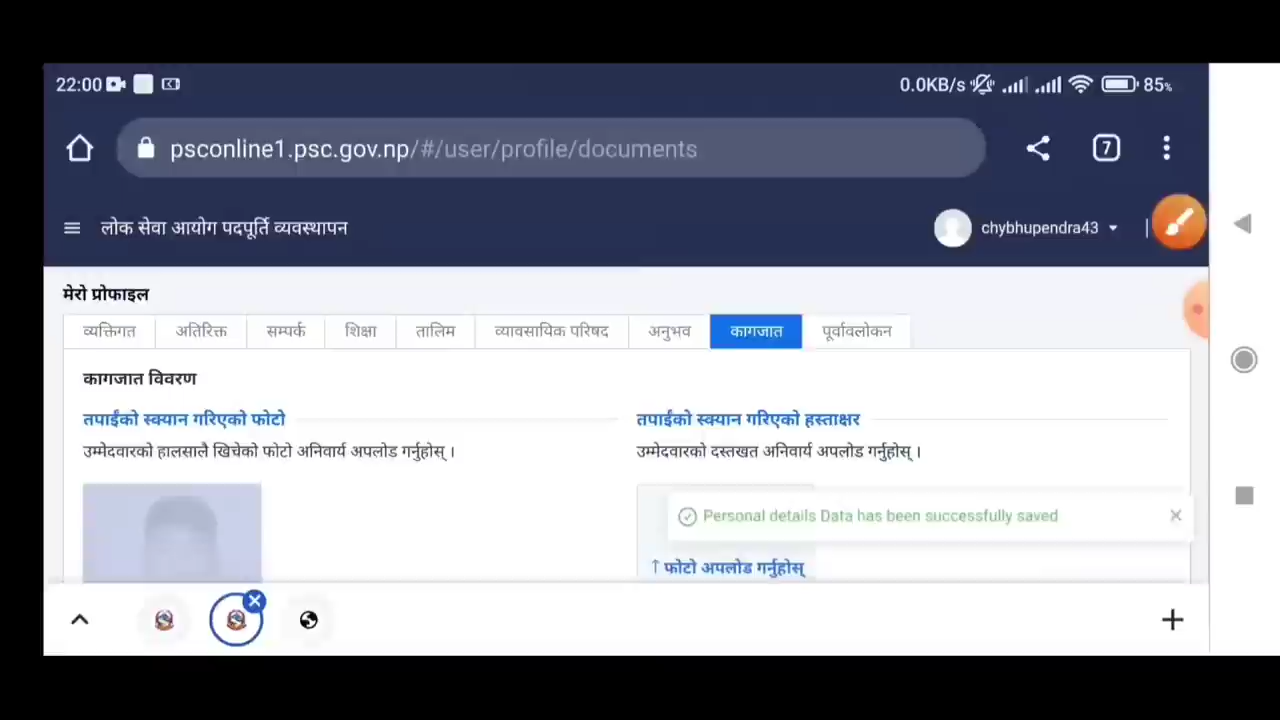 22:00 0.0KB/s 85%
psconline1.psc.gov.np/#/user/profile/documents 7
लोक सेवा आयोग पदपूर्ति व्यवस्थापन chybhupendra43
मेरो प्रोफाइल
व्यक्तिगत अतिरिक्त सम्पर्क शिक्षा तालिम व्यावसायिक परिषद अनुभव कागजात पूर्वावलोकन
कागजात विवरण
तपाईंको स्क्यान गरिएको फोटो तपाईंको स्क्यान गरिएको हस्ताक्षर
उम्मेदवारको हालसालै खिचेको फोटो अनिवार्य अपलोड गर्नुहोस् । उम्मेदवारको दस्तखत अनिवार्य अपलोड गर्नुहोस् ।
Personal details Data has been successfully saved
फोटो अपलोड गर्नुहोस्